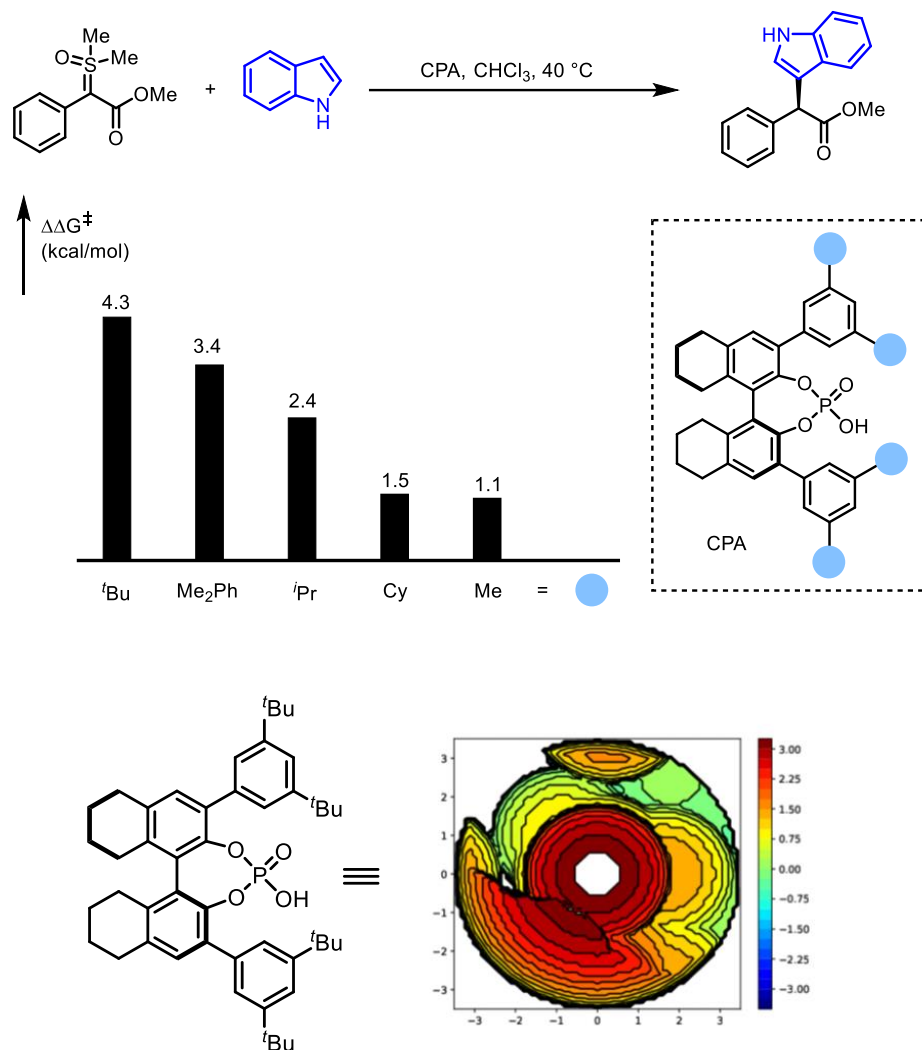 Me
O
S
Me
OMe
O
+
N
H
CPA, CHCl3, 40 °C
HN
OMe
O
ΔΔG‡
(kcal/mol)
4.3
3.4
2.4
1.5
1.1
tBu
Me2Ph
iPr
Cy
Me
=
O
O
P
O
OH
CPA
tBu
tBu
O
O
P
O
OH
tBu
tBu
3
2
1
0
−1
−2
−3
−3
−2
−1
0
1
2
3
3.00
2.25
1.50
0.75
0.00
−0.75
−1.50
−2.25
−3.00